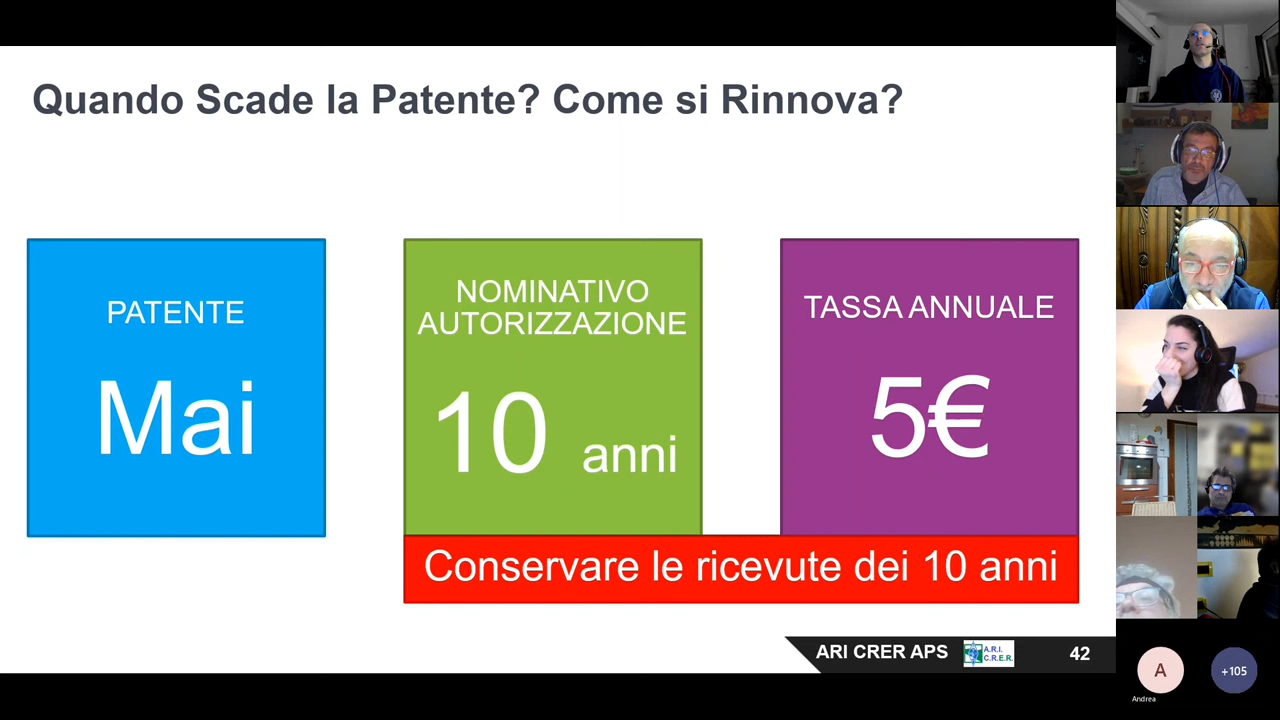 Quando Scade la Patente? Come si Rinnova?
PATENTE
Mai
NOMINATIVO
AUTORIZZAZIONE
10 anni
TASSA ANNUALE
5€
Conservare le ricevute dei 10 anni
ARI CRER APS
A.R.I.
C.R.E.R.
42
A
Andrea
+105